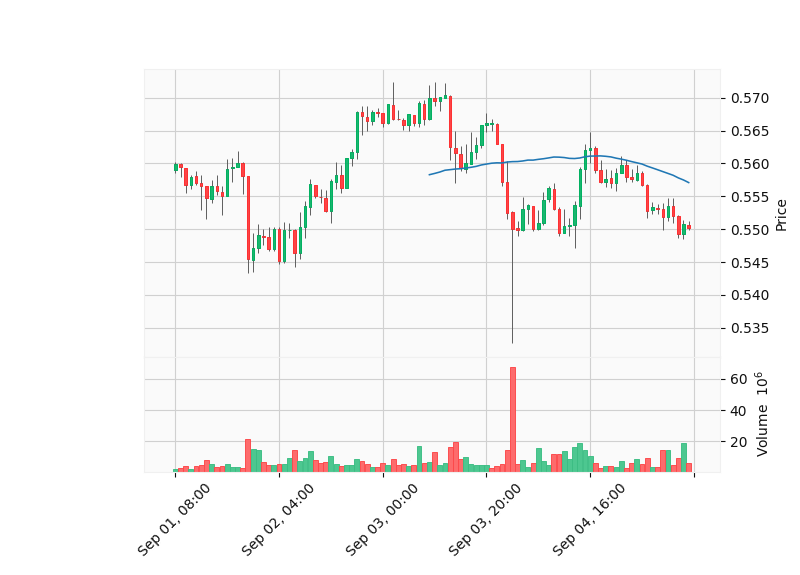 0.570
0.565
0.560
0.555
0.550
0.545
0.540
0.535
Price
60
40
20
Volume 10^6
Sep 01, 08:00
Sep 02, 04:00
Sep 03, 00:00
Sep 03, 20:00
Sep 04, 16:00